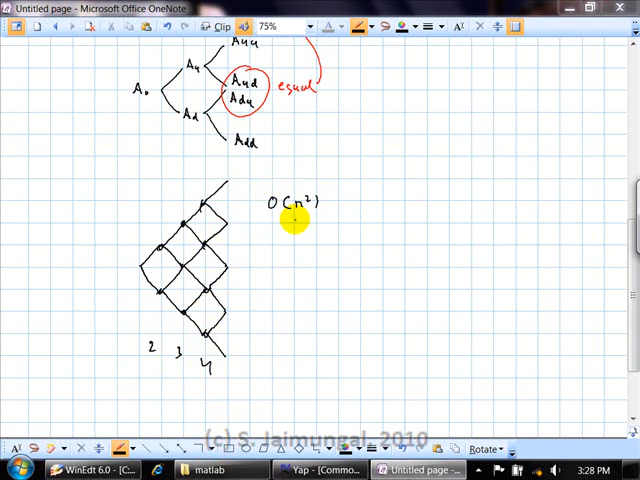 Untitled page - Microsoft Office OneNote
Clip
75%
Auu
Au
Aud
equal
A₀
Adu
Ad
Add
O(n²)
2 3 4
(c) S. Jaimungal, 2010
Rotate
WinEdt 6.0 - [C:...
matlab
Yap - [Commo...
Untitled page -...
3:28 PM